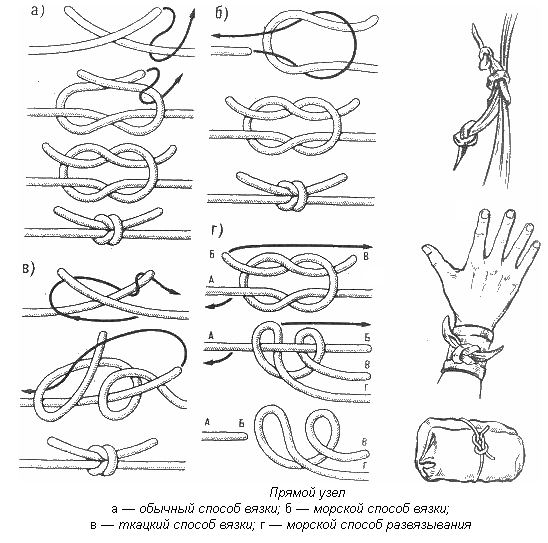 а)
б)
в)
г)
Б
В
А
А
Б
В
Г
А
Б
В
Г
Прямой узел
а — обычный способ вязки; б — морской способ вязки;
в — ткацкий способ вязки; г — морской способ развязывания